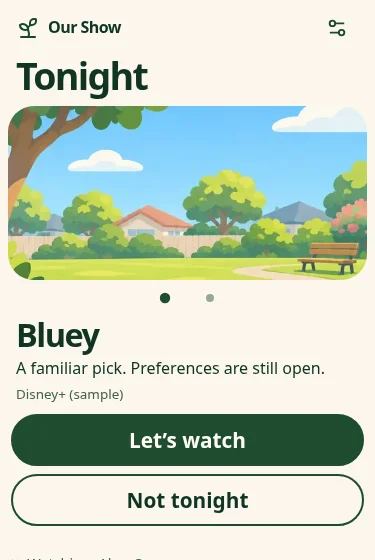 Our Show
Tonight
Bluey
A familiar pick. Preferences are still open.
Disney+ (sample)
Let’s watch
Not tonight